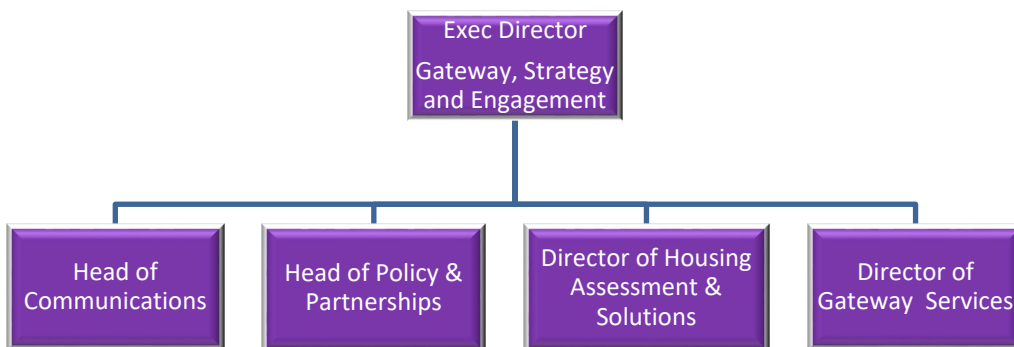 Exec Director
Gateway, Strategy
and Engagement
Head of
Communications
Head of Policy &
Partnerships
Director of Housing
Assessment &
Solutions
Director of
Gateway  Services